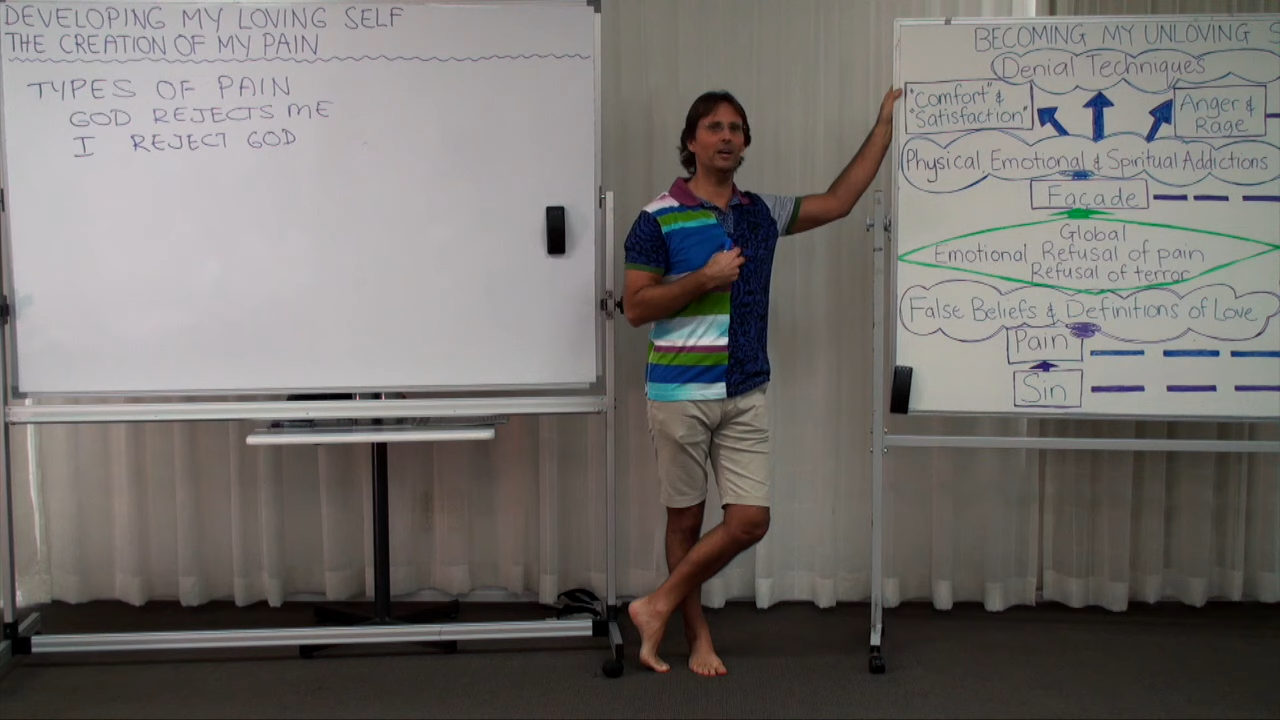 DEVELOPING MY LOVING SELF
THE CREATION OF MY PAIN
TYPES OF PAIN
GOD REJECTS ME
I REJECT GOD
BECOMING MY UNLOVING S
Denial Techniques
"Comfort" &
"Satisfaction"
Anger &
Rage
Physical, Emotional & Spiritual Addictions
Façade
Global
Emotional Refusal of pain
Refusal of terror
False Beliefs & Definitions of Love
Pain
Sin